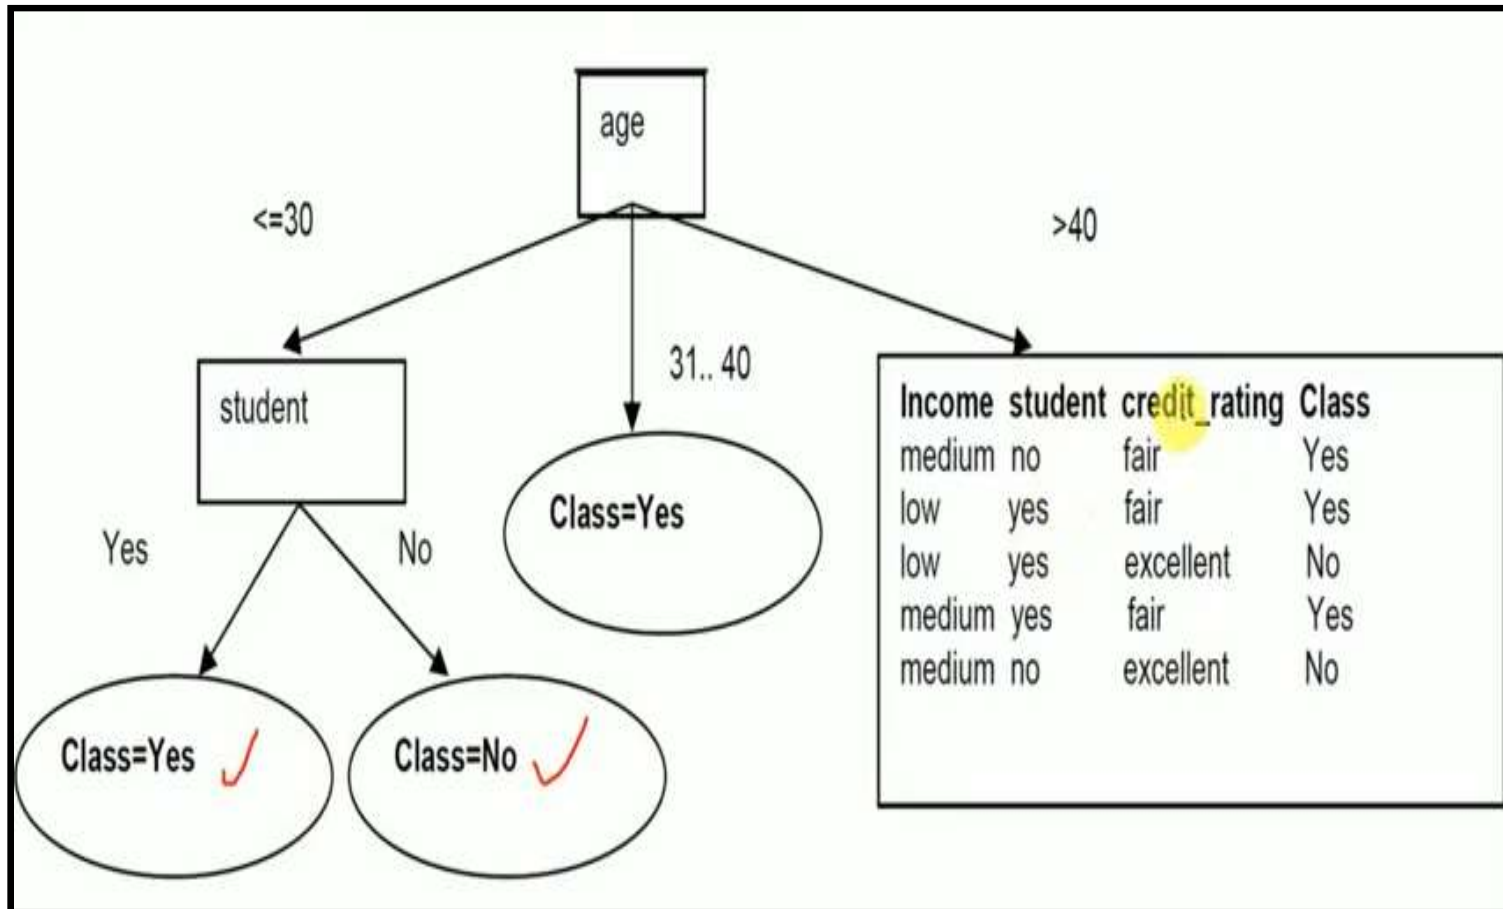 age
<=30
>40
31.. 40
student
Yes
No
Class=Yes
Class=Yes
Class=No
Income student credit_rating Class
medium no fair Yes
low yes fair Yes
low yes excellent No
medium yes fair Yes
medium no excellent No